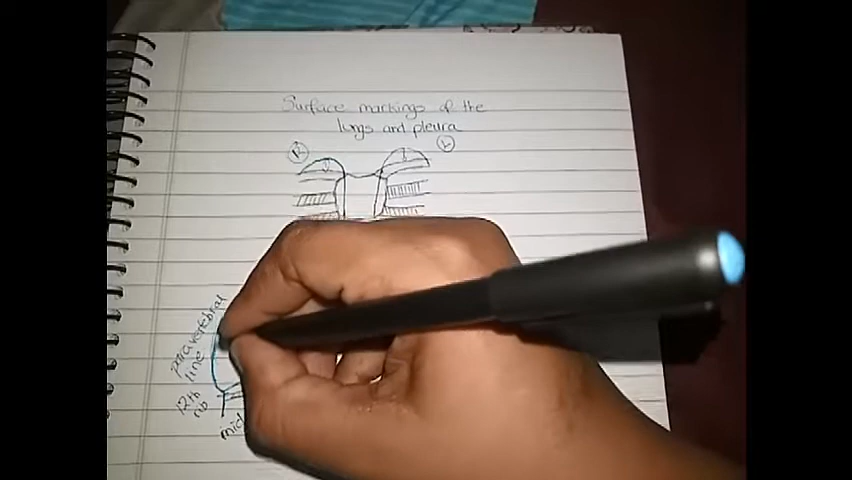 Surface markings of the
lungs and pleura
R
L
paravertebral
line
12th
rib
mid